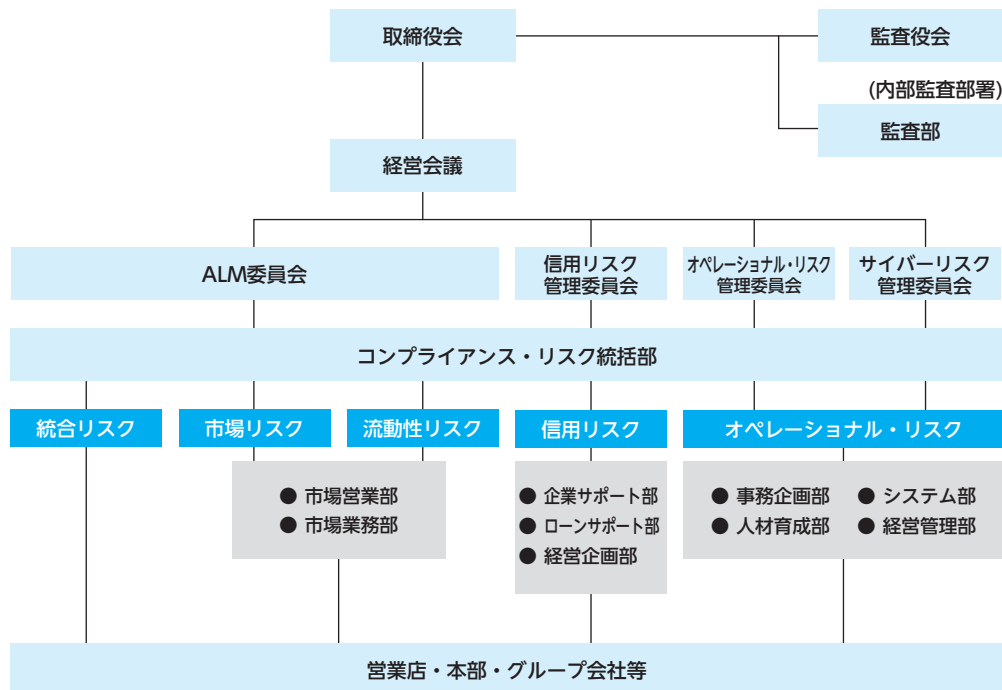 取締役会
監査役会
(内部監査部署)
監査部
経営会議
ALM委員会
信用リスク
管理委員会
オペレーショナル・リスク
管理委員会
サイバーリスク
管理委員会
コンプライアンス・リスク統括部
統合リスク
市場リスク
流動性リスク
信用リスク
オペレーショナル・リスク
● 市場営業部
● 市場業務部
● 企業サポート部
● ローンサポート部
● 経営企画部
● 事務企画部
● システム部
● 人材育成部
● 経営管理部
営業店・本部・グループ会社等